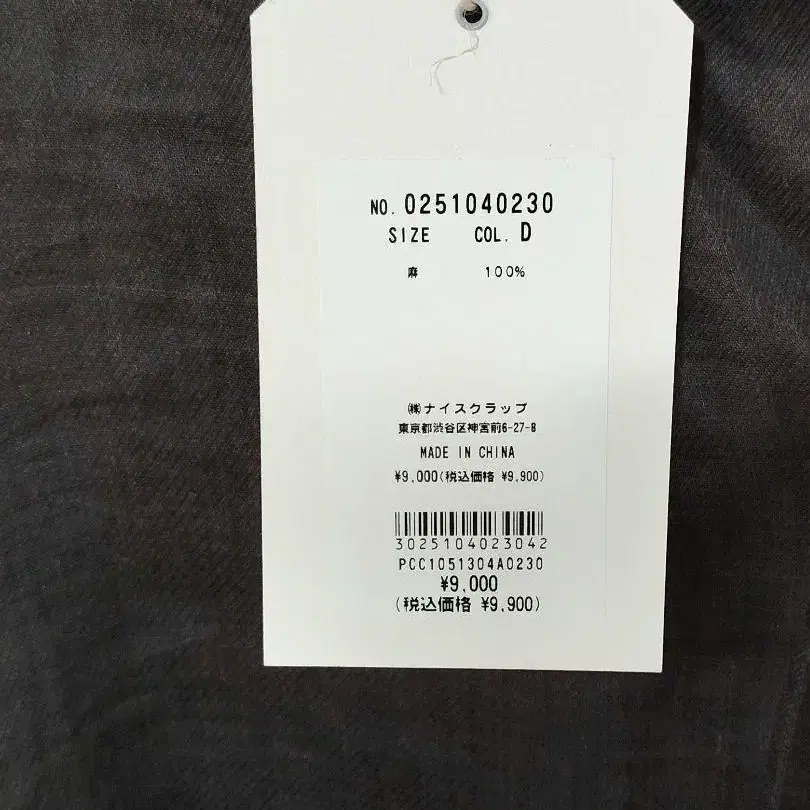 NO. 0251040230
SIZE COL. D
麻 100%
㈱ナイスクラップ
東京都渋谷区神宮前6-27-8
MADE IN CHINA
¥9,000(税込価格 ¥9,900)
3025104023042
PCC1051304A0230
¥9,000
(税込価格 ¥9,900)